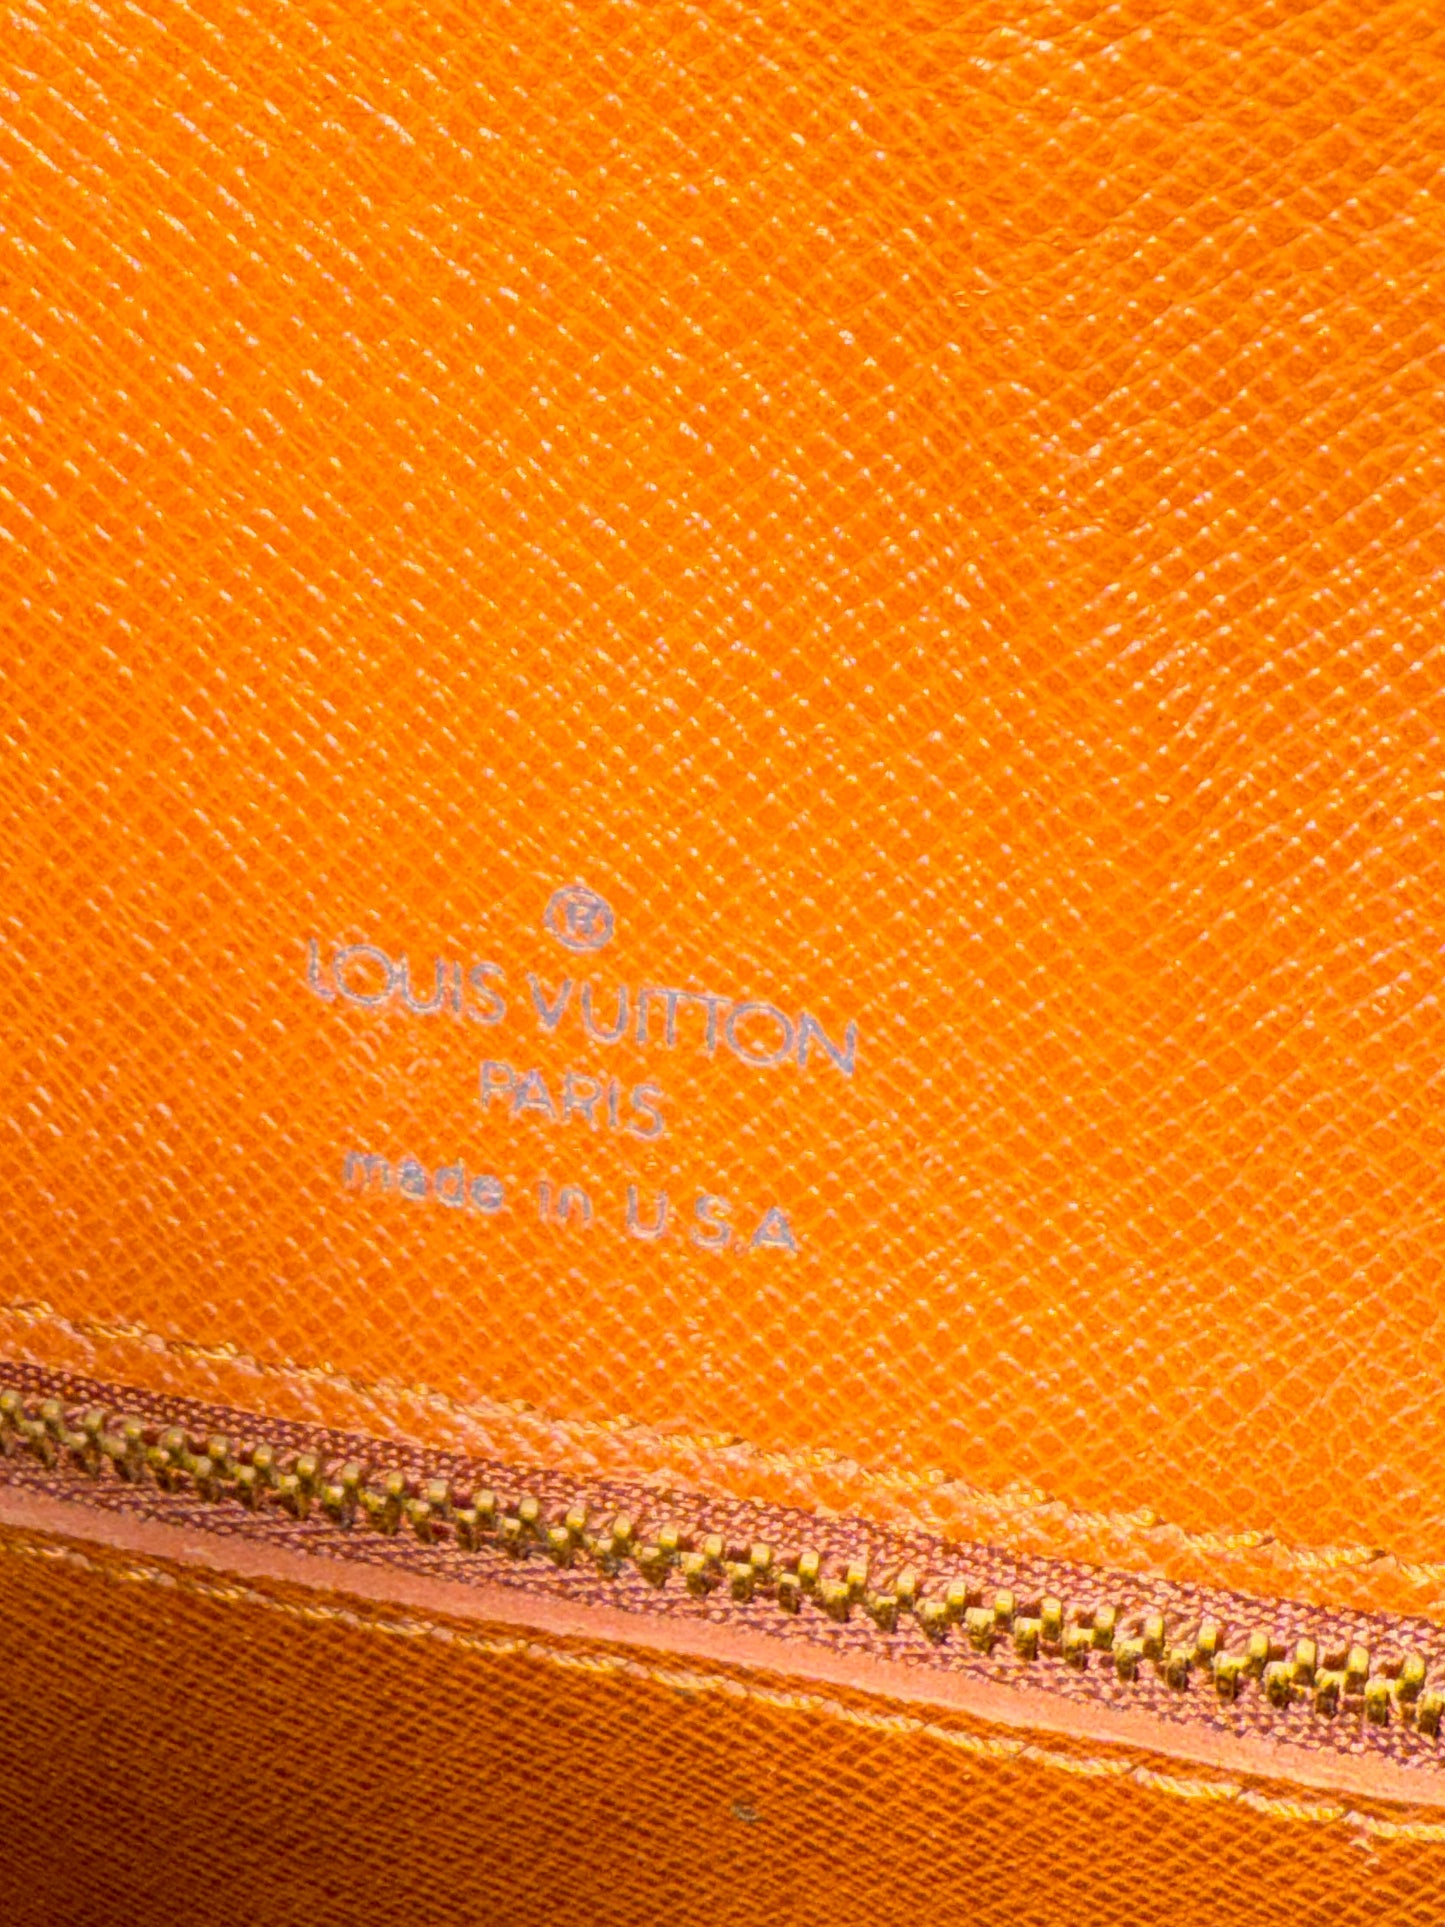 ®
LOUIS VUITTON
PARIS
made in U.S.A